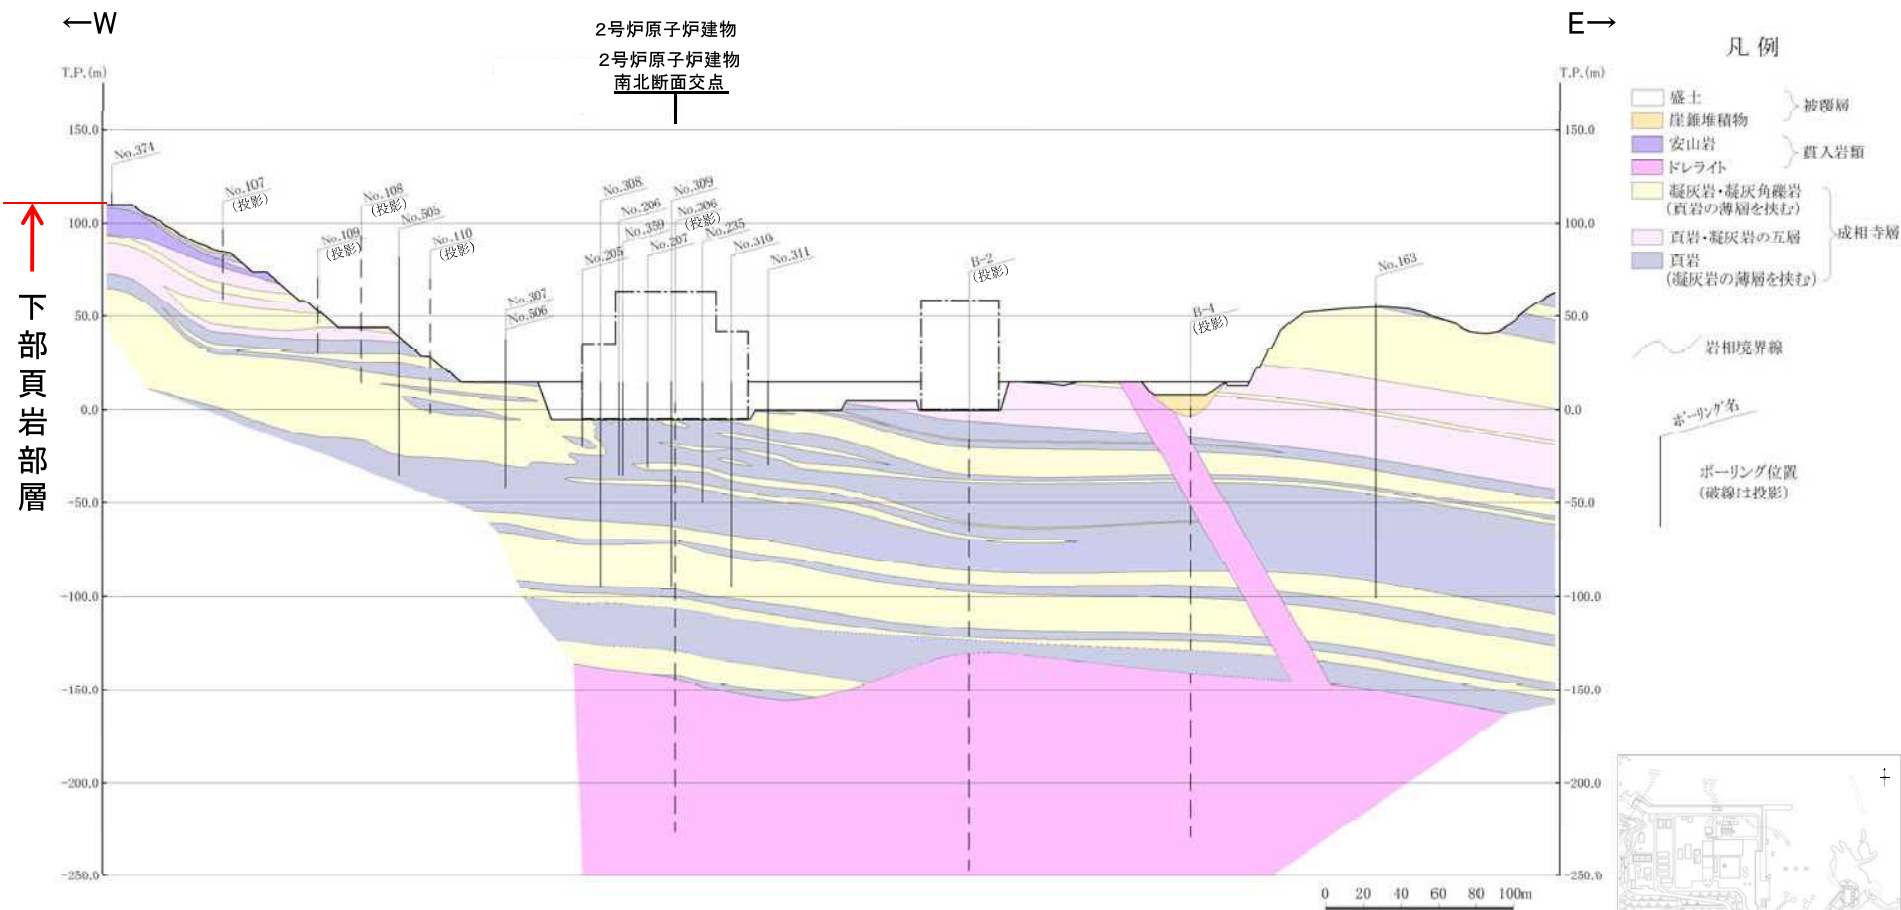 ←W
2号炉原子炉建物
2号炉原子炉建物
南北断面交点
E→
T.P.(m)
T.P.(m)
150.0
100.0
50.0
0.0
-50.0
-100.0
-150.0
-200.0
-250.0
150.0
100.0
50.0
0.0
-50.0
-100.0
-150.0
-200.0
-250.0
下部頁岩部層
No.374
No.107
(投影)
No.108
(投影)
No.109
(投影)
No.505
No.110
(投影)
No.307
No.506
No.205
No.308
No.206
No.359
No.207
No.309
No.306
(投影)
No.235
No.310
No.311
B-2
(投影)
B-4
(投影)
No.163
凡例
盛土
崖錐堆積物
被覆層
安山岩
ドレライト
貫入岩類
凝灰岩・凝灰角礫岩
(頁岩の薄層を挟む)
頁岩・凝灰岩の互層
頁岩
(凝灰岩の薄層を挟む)
成相寺層
岩相境界線
ボーリング名
ボーリング位置
(破線は投影)
0 20 40 60 80 100m